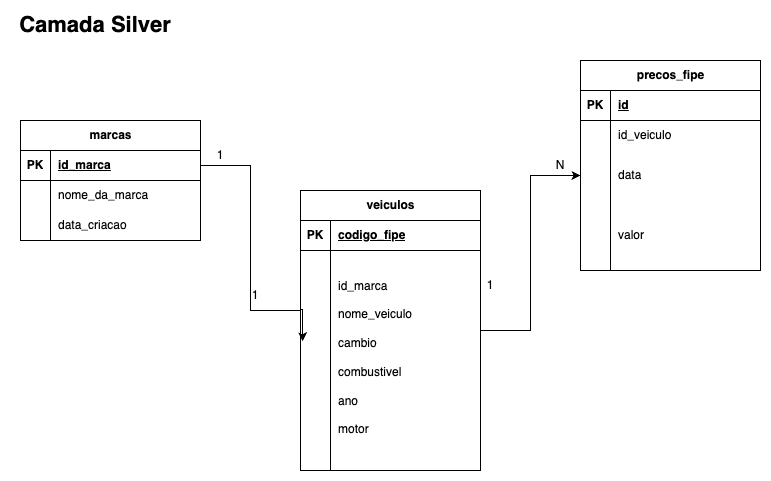 Camada Silver
marcas
PK id_marca
nome_da_marca
data_criacao
1
1
veiculos
PK codigo_fipe
id_marca
nome_veiculo
cambio
combustivel
ano
motor
1
N
precos_fipe
PK id
id_veiculo
data
valor